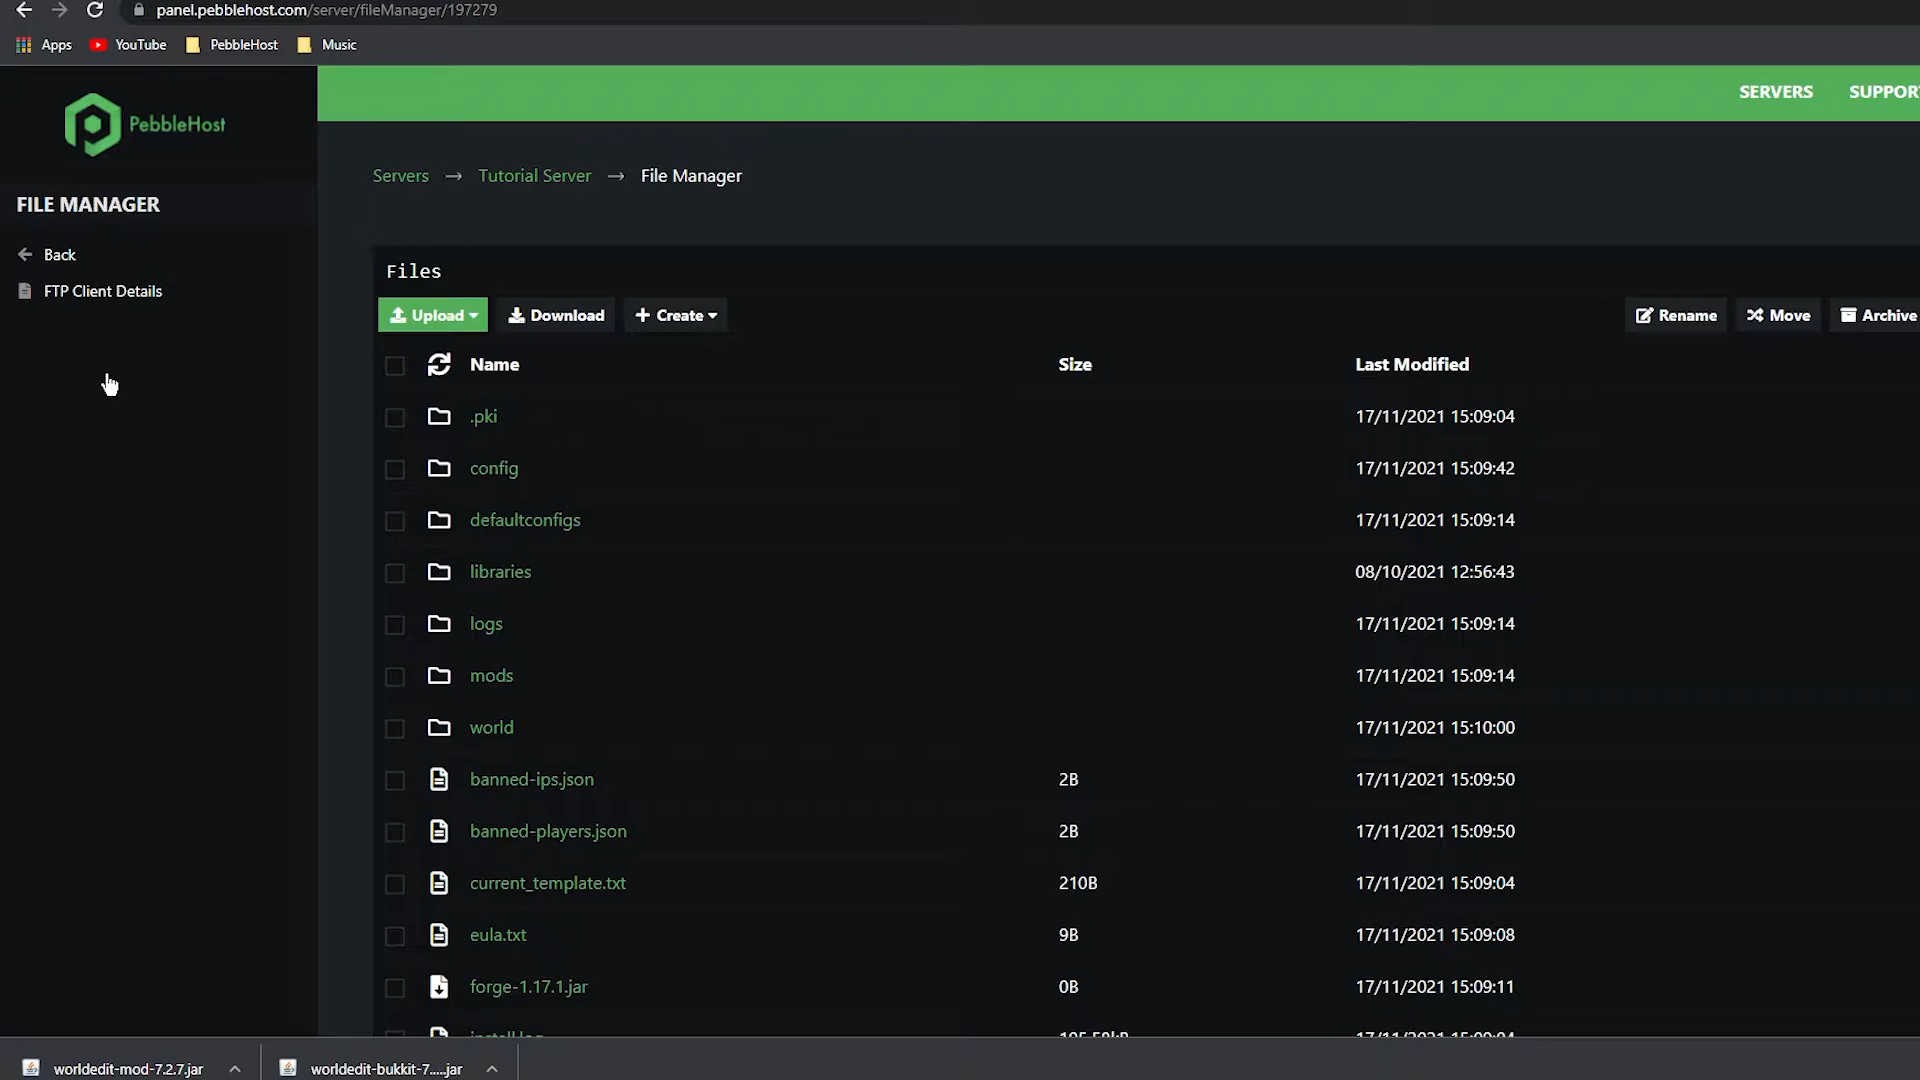 panel.pebblehost.com/server/fileManager/197279
Apps YouTube PebbleHost Music
PebbleHost
SERVERS SUPPOR
Servers → Tutorial Server → File Manager
FILE MANAGER
Back
FTP Client Details
Files
Upload Download + Create Rename Move Archive
Name Size Last Modified
.pki 17/11/2021 15:09:04
config 17/11/2021 15:09:42
defaultconfigs 17/11/2021 15:09:14
libraries 08/10/2021 12:56:43
logs 17/11/2021 15:09:14
mods 17/11/2021 15:09:14
world 17/11/2021 15:10:00
banned-ips.json 2B 17/11/2021 15:09:50
banned-players.json 2B 17/11/2021 15:09:50
current_template.txt 210B 17/11/2021 15:09:04
eula.txt 9B 17/11/2021 15:09:08
forge-1.17.1.jar 0B 17/11/2021 15:09:11
worldedit-mod-7.2.7.jar worldedit-bukkit-7.....jar